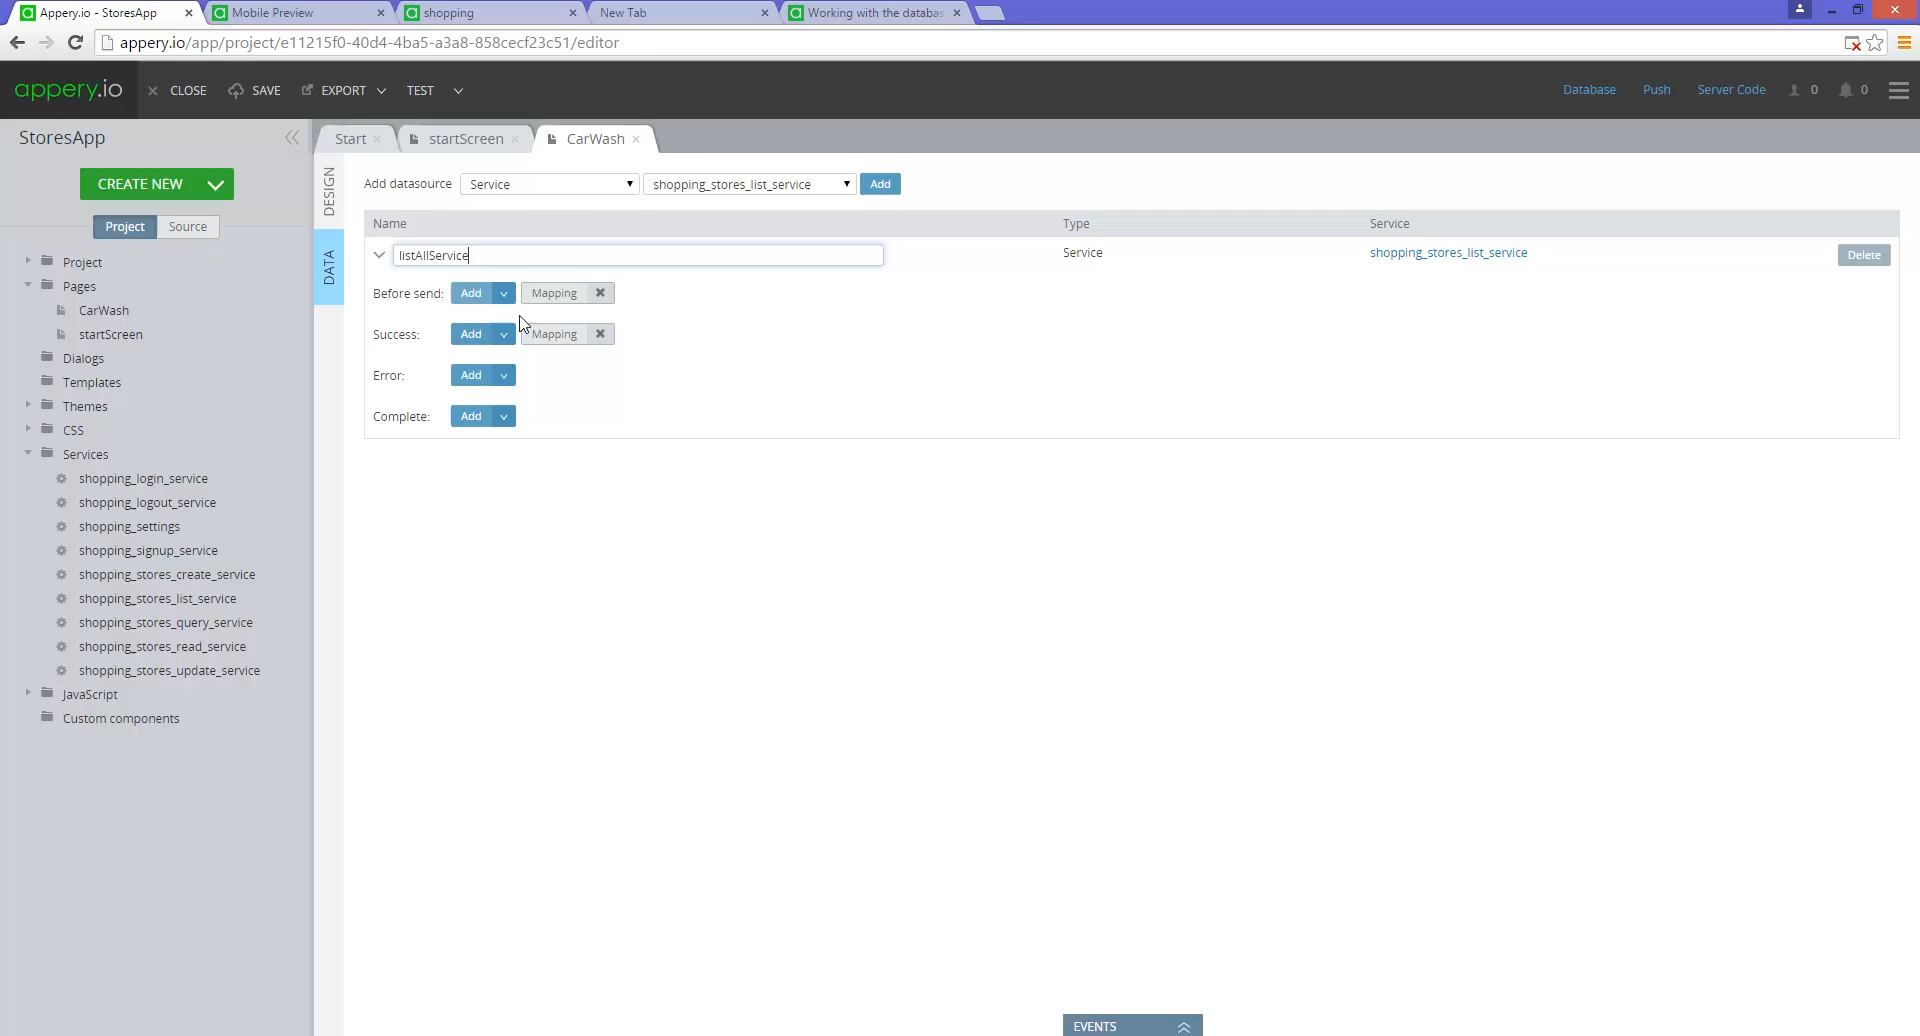 Appery.io - StoresApp
Mobile Preview
shopping
New Tab
Working with the databas
appery.io/app/project/e11215f0-40d4-4ba5-a3a8-858cecf23c51/editor
appery.io
CLOSE
SAVE
EXPORT
TEST
Database
Push
Server Code
0
0
StoresApp
Start
startScreen
CarWash
CREATE NEW
Project
Source
Project
Pages
CarWash
startScreen
Dialogs
Templates
Themes
CSS
Services
shopping_login_service
shopping_logout_service
shopping_settings
shopping_signup_service
shopping_stores_create_service
shopping_stores_list_service
shopping_stores_query_service
shopping_stores_read_service
shopping_stores_update_service
JavaScript
Custom components
DESIGN
DATA
Add datasource
Service
shopping_stores_list_service
Add
Name
Type
Service
listAllService
Service
shopping_stores_list_service
Delete
Before send:
Add
Mapping
Success:
Add
Mapping
Error:
Add
Complete:
Add
EVENTS